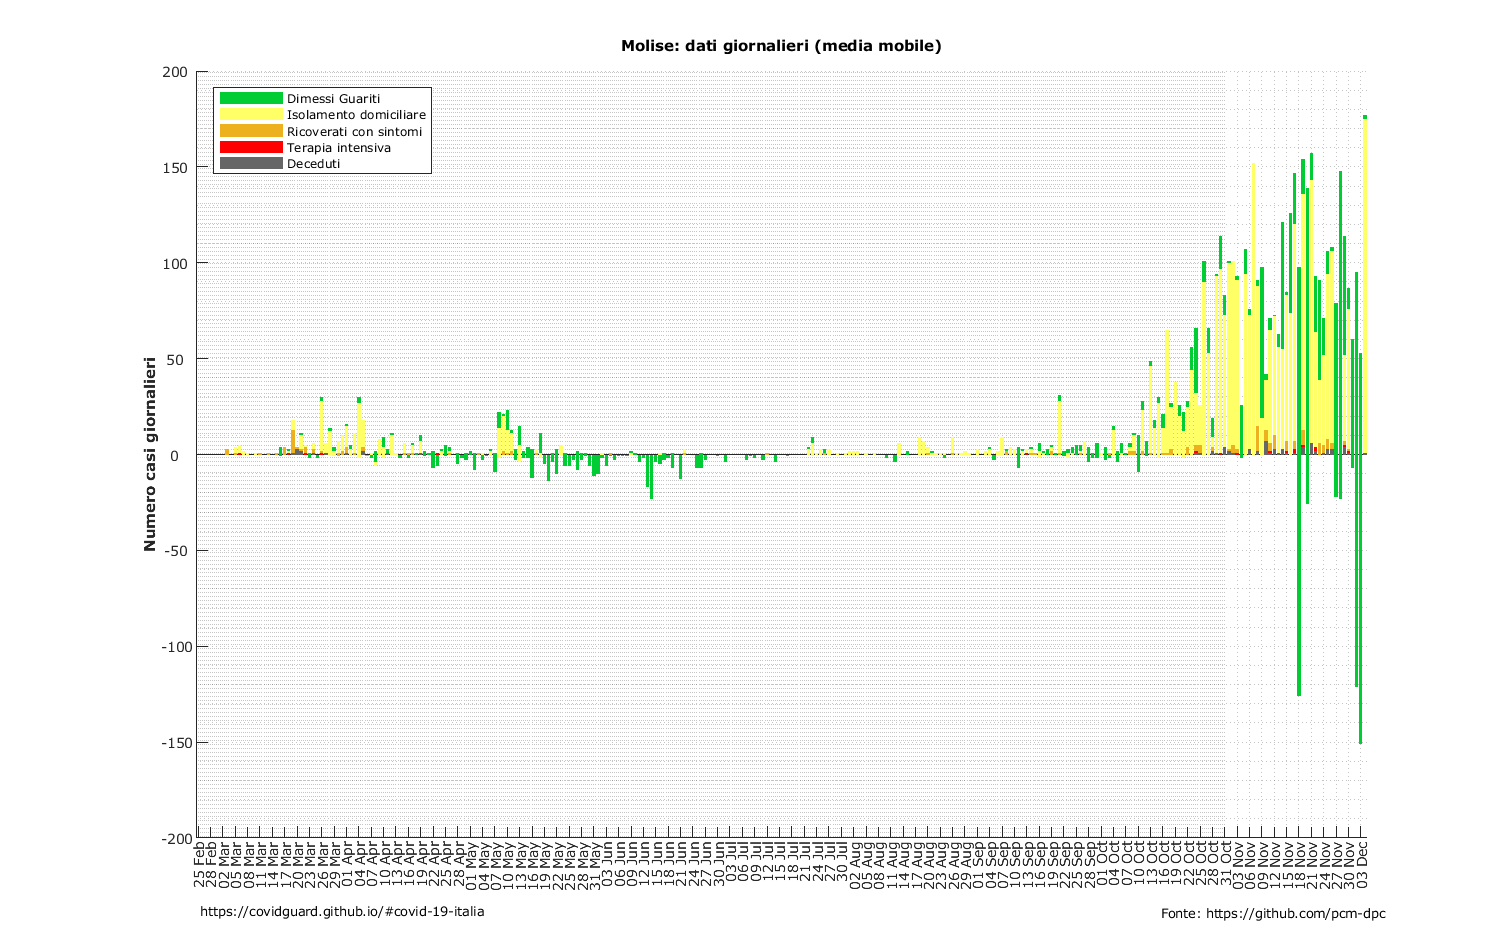 Molise: dati giornalieri (media mobile)
200
150
100
50
0
-50
-100
-150
-200
Numero casi giornalieri
Dimessi Guariti
Isolamento domiciliare
Ricoverati con sintomi
Terapia intensiva
Deceduti
25 Feb
28 Feb
02 Mar
05 Mar
08 Mar
11 Mar
14 Mar
17 Mar
20 Mar
23 Mar
26 Mar
29 Mar
01 Apr
04 Apr
07 Apr
10 Apr
13 Apr
16 Apr
19 Apr
22 Apr
25 Apr
28 Apr
01 May
04 May
07 May
10 May
13 May
16 May
19 May
22 May
25 May
28 May
31 May
03 Jun
06 Jun
09 Jun
12 Jun
15 Jun
18 Jun
21 Jun
24 Jun
27 Jun
30 Jun
03 Jul
06 Jul
09 Jul
12 Jul
15 Jul
18 Jul
21 Jul
24 Jul
27 Jul
30 Jul
02 Aug
05 Aug
08 Aug
11 Aug
14 Aug
17 Aug
20 Aug
23 Aug
26 Aug
29 Aug
01 Sep
04 Sep
07 Sep
10 Sep
13 Sep
16 Sep
19 Sep
22 Sep
25 Sep
28 Sep
01 Oct
04 Oct
07 Oct
10 Oct
13 Oct
16 Oct
19 Oct
22 Oct
25 Oct
28 Oct
31 Oct
03 Nov
06 Nov
09 Nov
12 Nov
15 Nov
18 Nov
21 Nov
24 Nov
27 Nov
30 Nov
03 Dec
https://covidguard.github.io/#covid-19-italia
Fonte: https://github.com/pcm-dpc